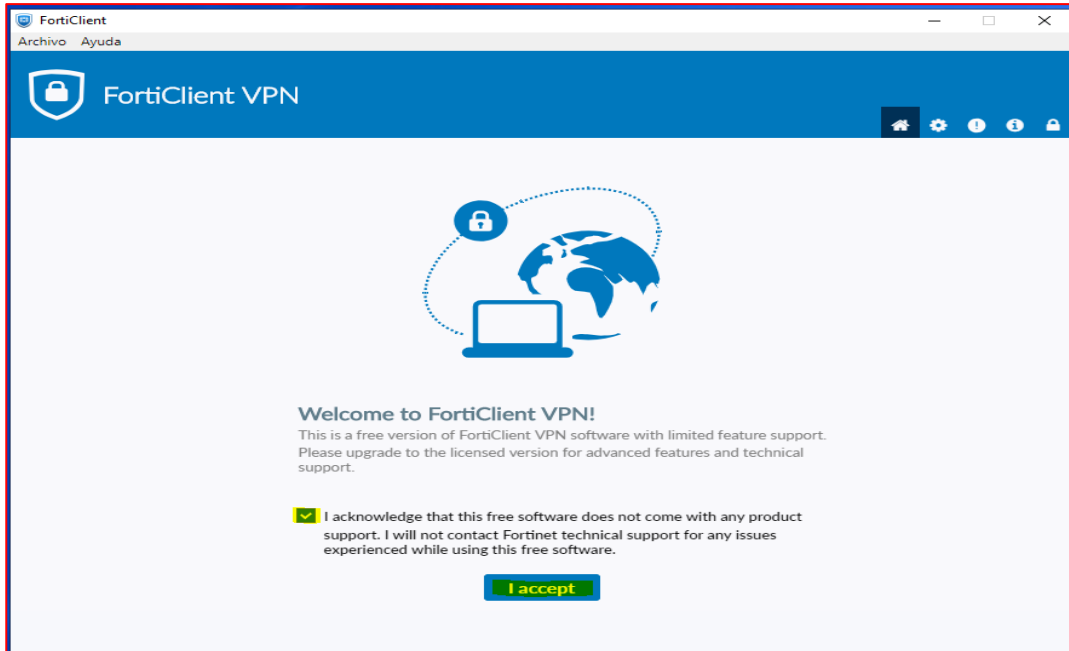 FortiClient
Archivo Ayuda
FortiClient VPN
Welcome to FortiClient VPN!
This is a free version of FortiClient VPN software with limited feature support.
Please upgrade to the licensed version for advanced features and technical
support.
I acknowledge that this free software does not come with any product
support. I will not contact Fortinet technical support for any issues
experienced while using this free software.
I accept